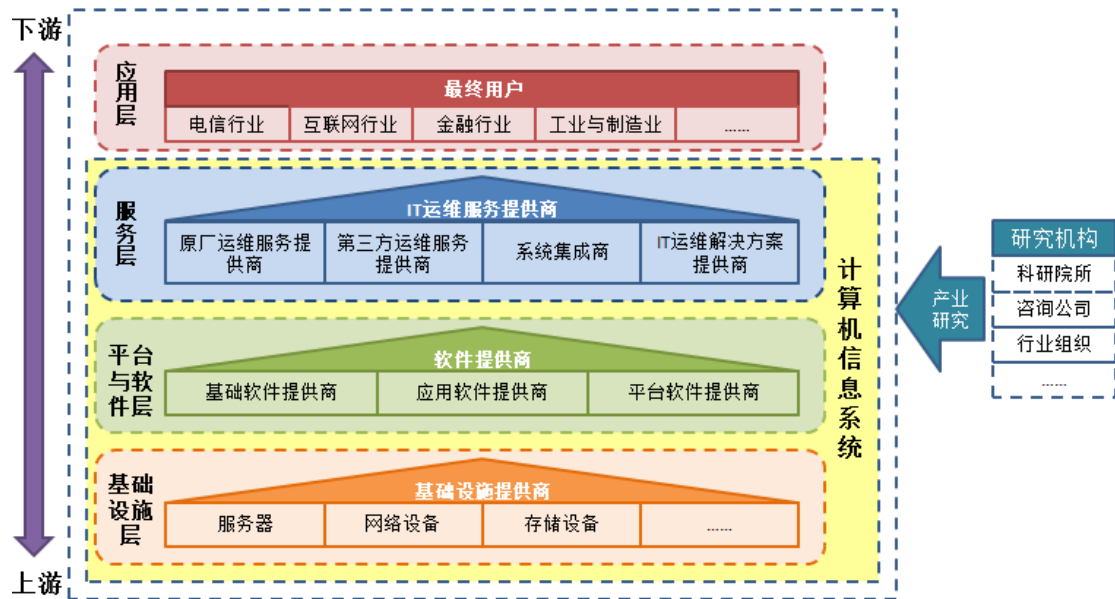 下游
应用层
最终用户
电信行业
互联网行业
金融行业
工业与制造业
......
服务层
IT运维服务提供商
原厂运维服务提
供商
第三方运维服务
提供商
系统集成商
IT运维解决方案
提供商
平台
与软
件层
软件提供商
基础软件提供商
应用软件提供商
平台软件提供商
基础
设施
层
基础设施提供商
服务器
网络设备
存储设备
......
上游
计算机信息系统
产业
研究
研究机构
科研院所
咨询公司
行业组织
......